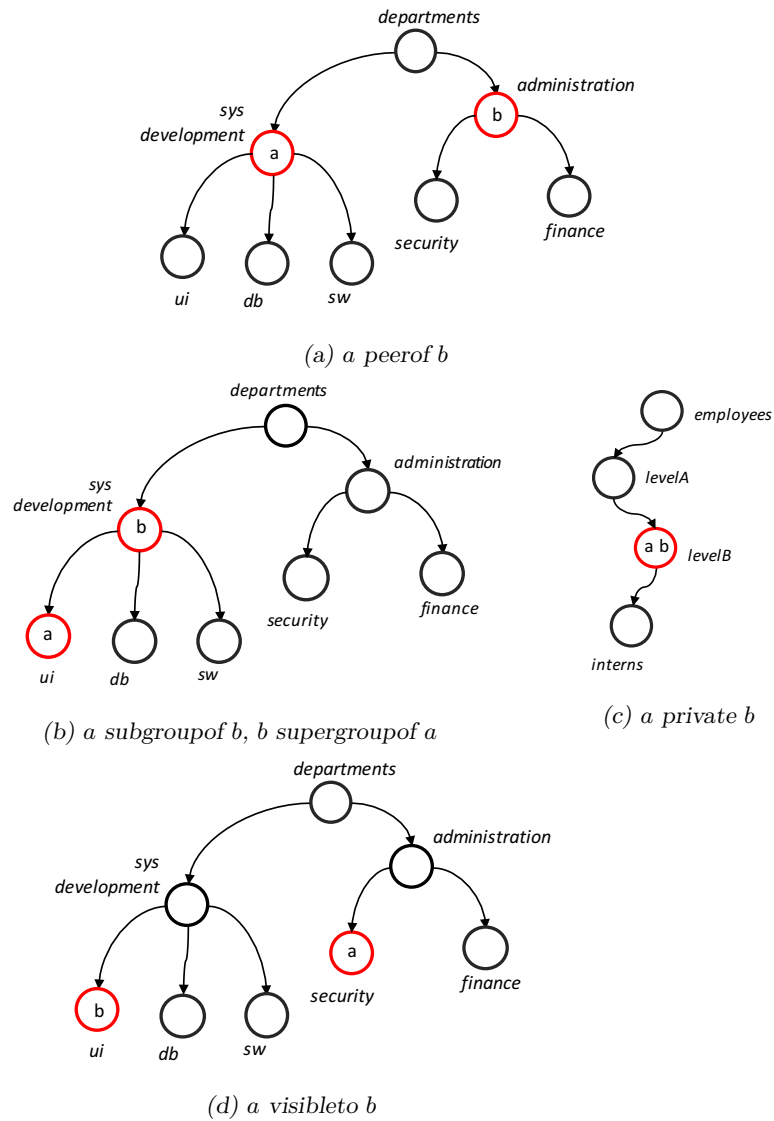 departments
administration
sys
development
b
a
security
finance
ui
db
sw
(a) a peerof b
departments
administration
sys
development
b
security
finance
a
ui
db
sw
(b) a subgroupof b, b supergroupof a
employees
levelA
a b
levelB
interns
(c) a private b
departments
administration
sys
development
a
security
finance
b
ui
db
sw
(d) a visibleto b